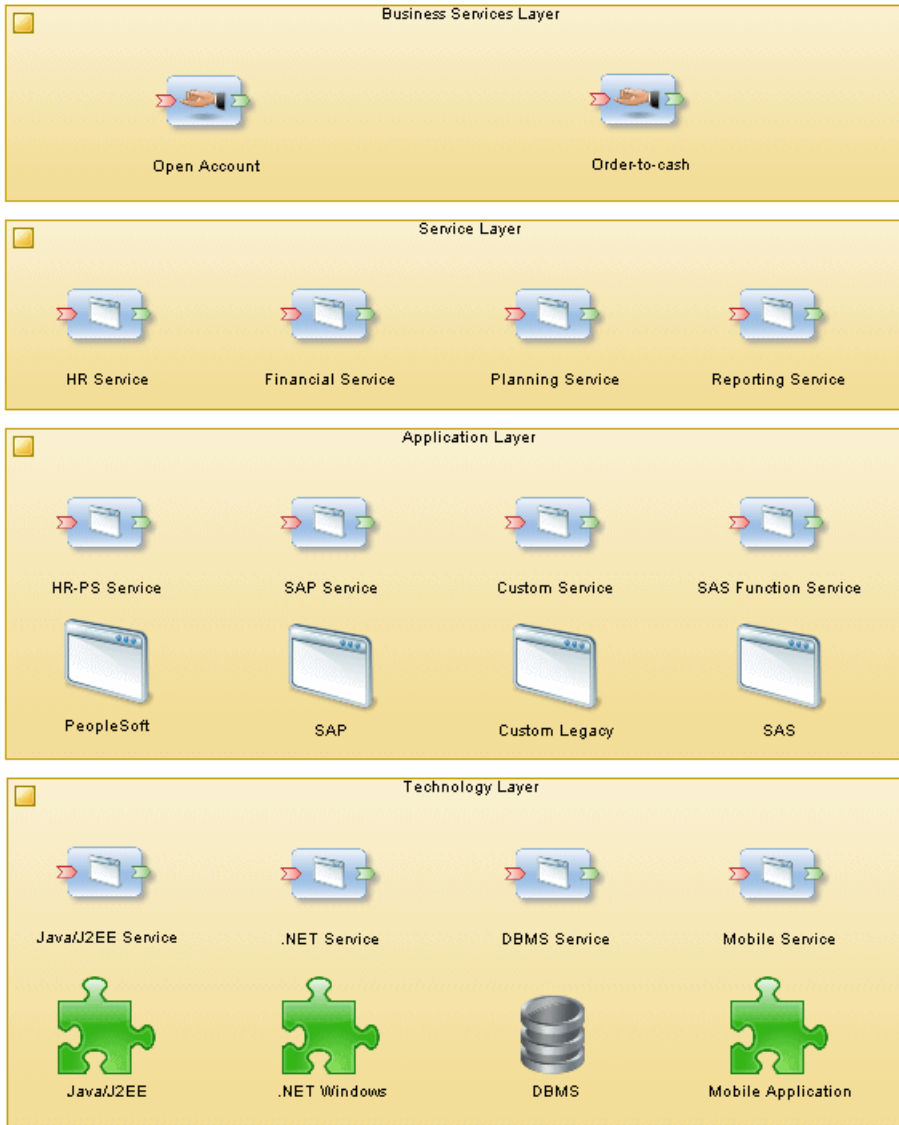 Business Services Layer
Open Account
Order-to-cash
Service Layer
HR Service
Financial Service
Planning Service
Reporting Service
Application Layer
HR-PS Service
SAP Service
Custom Service
SAS Function Service
PeopleSoft
SAP
Custom Legacy
SAS
Technology Layer
Java/J2EE Service
.NET Service
DBMS Service
Mobile Service
Java/J2EE
.NET Windows
DBMS
Mobile Application